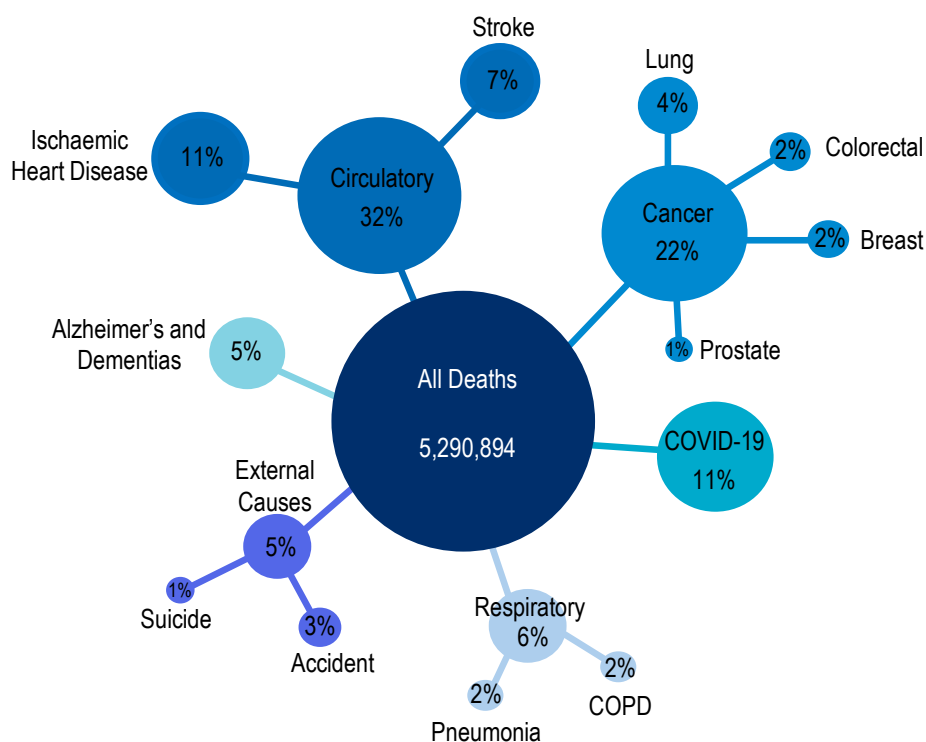 Stroke
7%
Lung
4%
Ischaemic
Heart Disease
11%
Circulatory
32%
2%
Colorectal
Cancer
22%
2%
Breast
1%
Prostate
Alzheimer's and
Dementias
5%
All Deaths
5,290,894
COVID-19
11%
External
Causes
5%
1%
Suicide
3%
Accident
Respiratory
6%
2%
Pneumonia
2%
COPD